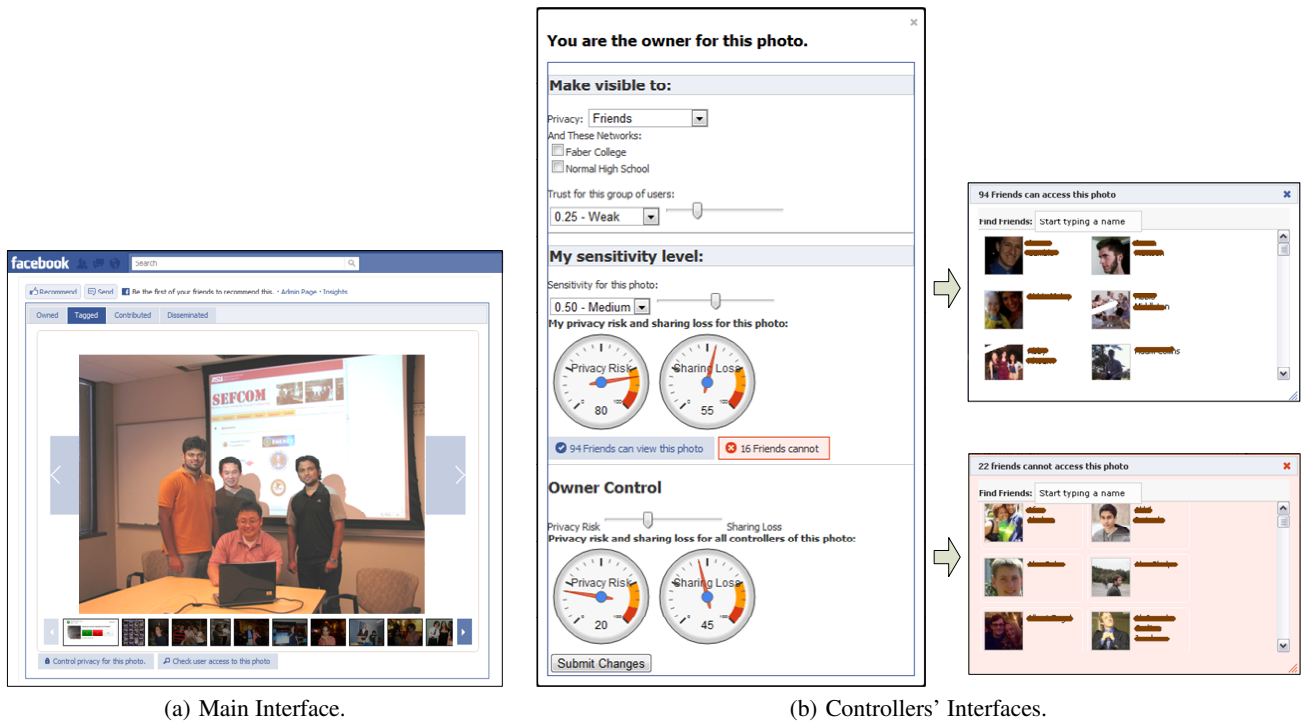 facebook
Search
Recommend Send Be the first of your friends to recommend this. · Admin Page · Insights
Owned Tagged Contributed Disseminated
SEFCOM
Control privacy for this photo. Check user access to this photo
(a) Main Interface.
You are the owner for this photo.
Make visible to:
Privacy: Friends
And These Networks:
Faber College
Normal High School
Trust for this group of users:
0.25 - Weak
My sensitivity level:
Sensitivity for this photo:
0.50 - Medium
My privacy risk and sharing loss for this photo:
Privacy Risk Sharing Loss
80 55
94 Friends can view this photo 16 Friends cannot
Owner Control
Privacy Risk Sharing Loss
Privacy risk and sharing loss for all controllers of this photo:
Privacy Risk Sharing Loss
20 45
Submit Changes
94 Friends can access this photo
Find Friends: Start typing a name
22 friends cannot access this photo
Find Friends: Start typing a name
(b) Controllers' Interfaces.